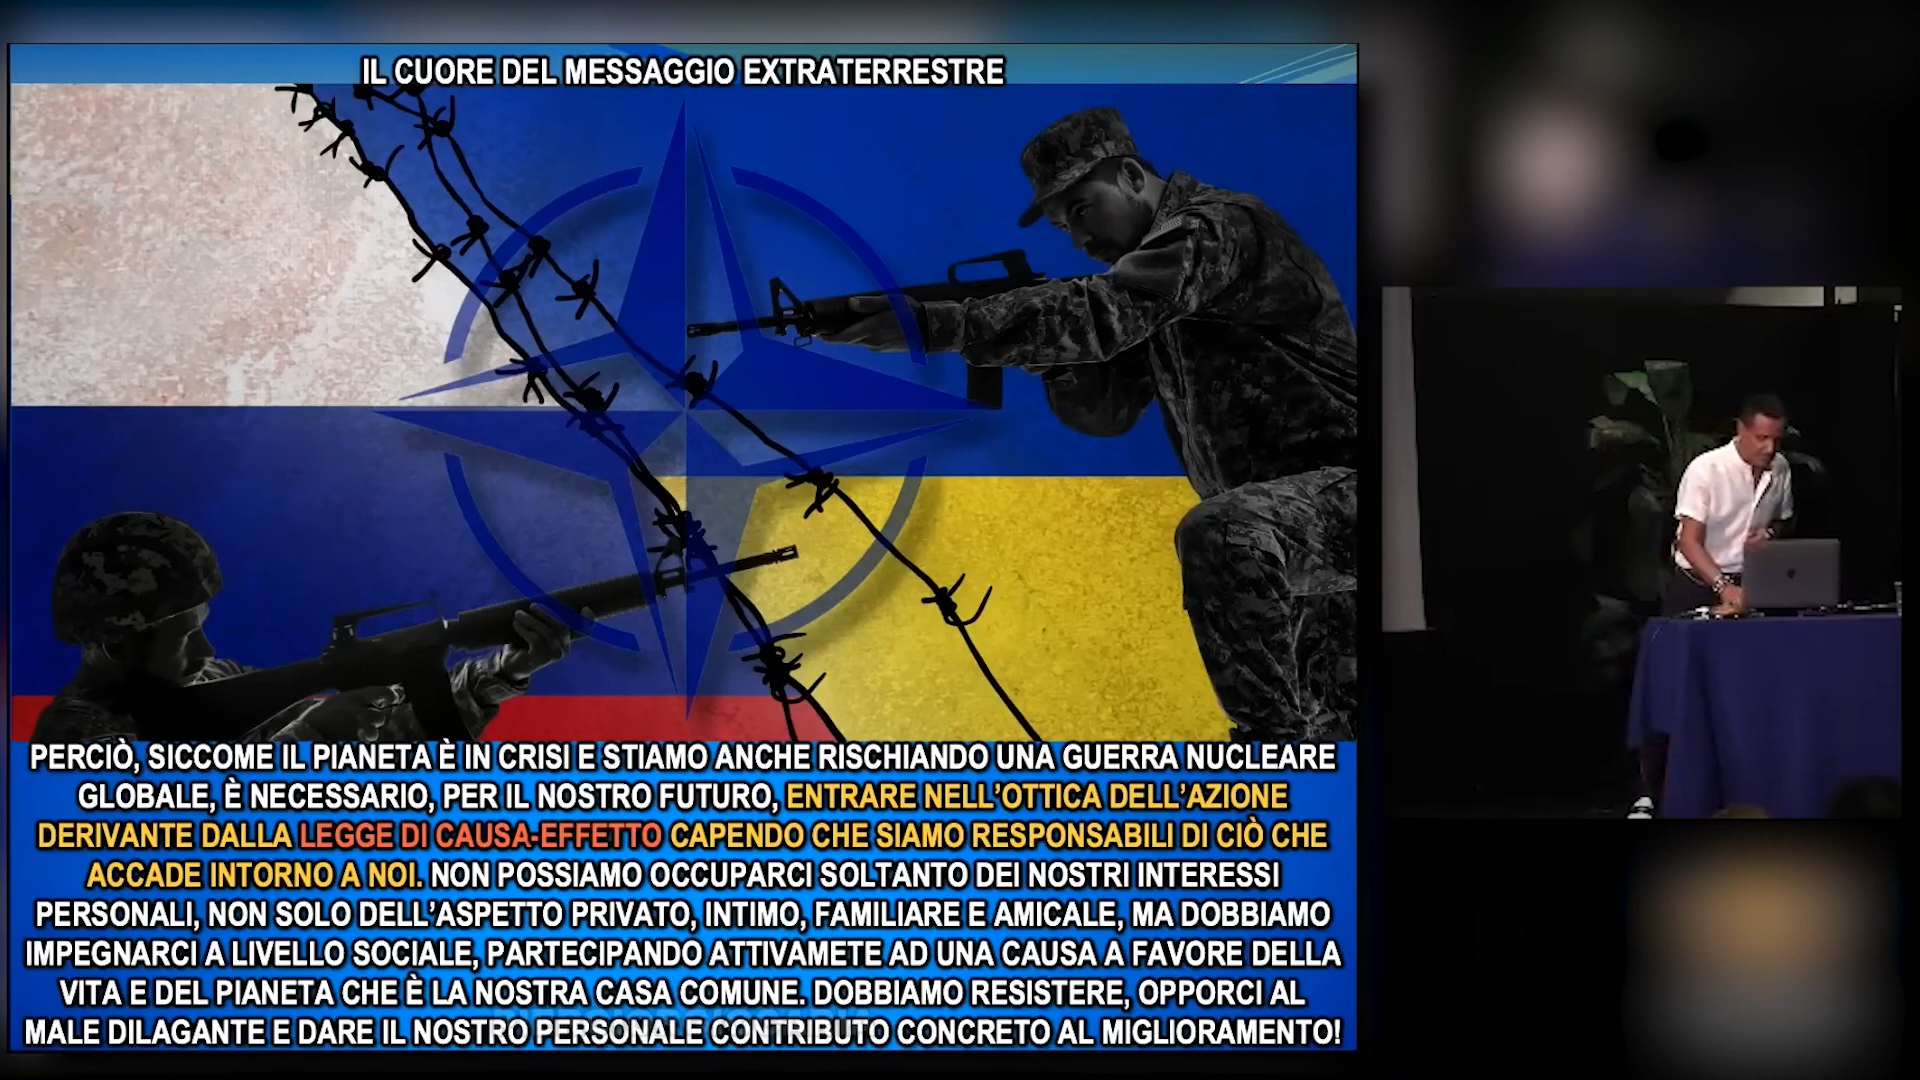 IL CUORE DEL MESSAGGIO EXTRATERRESTRE
PERCIÒ, SICCOME IL PIANETA È IN CRISI E STIAMO ANCHE RISCHIANDO UNA GUERRA NUCLEARE
GLOBALE, È NECESSARIO, PER IL NOSTRO FUTURO, ENTRARE NELL'OTTICA DELL'AZIONE
DERIVANTE DALLA LEGGE DI CAUSA-EFFETTO CAPENDO CHE SIAMO RESPONSABILI DI CIÒ CHE
ACCADE INTORNO A NOI. NON POSSIAMO OCCUPARCI SOLTANTO DEI NOSTRI INTERESSI
PERSONALI, NON SOLO DELL'ASPETTO PRIVATO, INTIMO, FAMILIARE E AMICALE, MA DOBBIAMO
IMPEGNARCI A LIVELLO SOCIALE, PARTECIPANDO ATTIVAMETE AD UNA CAUSA A FAVORE DELLA
VITA E DEL PIANETA CHE È LA NOSTRA CASA COMUNE. DOBBIAMO RESISTERE, OPPORCI AL
MALE DILAGANTE E DARE IL NOSTRO PERSONALE CONTRIBUTO CONCRETO AL MIGLIORAMENTO!